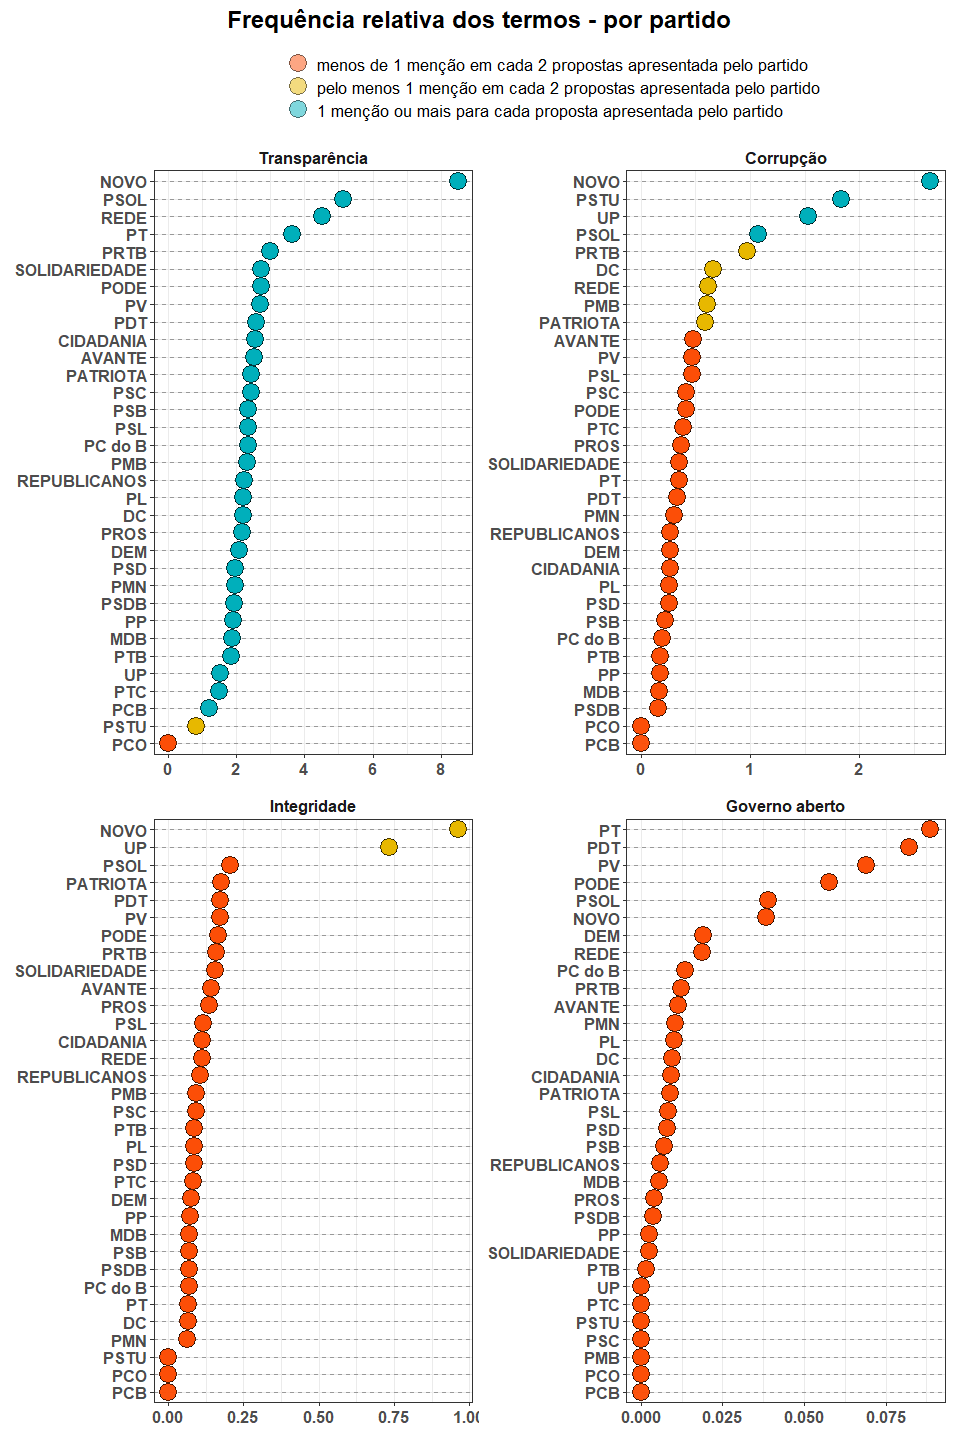 Frequência relativa dos termos - por partido
menos de 1 menção em cada 2 propostas apresentada pelo partido
pelo menos 1 menção em cada 2 propostas apresentada pelo partido
1 menção ou mais para cada proposta apresentada pelo partido
Transparência
NOVO
PSOL
REDE
PT
PRTB
SOLIDARIEDADE
PODE
PV
PDT
CIDADANIA
AVANTE
PATRIOTA
PSC
PSB
PSL
PC do B
PMB
REPUBLICANOS
PL
DC
PROS
DEM
PSD
PMN
PSDB
PP
MDB
PTB
UP
PTC
PCB
PSTU
PCO
0 2 4 6 8
Corrupção
NOVO
PSTU
UP
PSOL
PRTB
DC
REDE
PMB
PATRIOTA
AVANTE
PV
PSL
PSC
PODE
PTC
PROS
SOLIDARIEDADE
PT
PDT
PMN
REPUBLICANOS
DEM
CIDADANIA
PL
PSD
PSB
PC do B
PTB
PP
MDB
PSDB
PCO
PCB
0 1 2
Integridade
NOVO
UP
PSOL
PATRIOTA
PDT
PV
PODE
PRTB
SOLIDARIEDADE
AVANTE
PROS
PSL
CIDADANIA
REDE
REPUBLICANOS
PMB
PSC
PTB
PL
PSD
PTC
DEM
PP
MDB
PSB
PSDB
PC do B
PT
DC
PMN
PSTU
PCO
PCB
0.00 0.25 0.50 0.75 1.00
Governo aberto
PT
PDT
PV
PODE
PSOL
NOVO
DEM
REDE
PC do B
PRTB
AVANTE
PMN
PL
DC
CIDADANIA
PATRIOTA
PSL
PSD
PSB
REPUBLICANOS
MDB
PROS
PSDB
PP
SOLIDARIEDADE
PTB
UP
PTC
PSTU
PSC
PMB
PCO
PCB
0.000 0.025 0.050 0.075